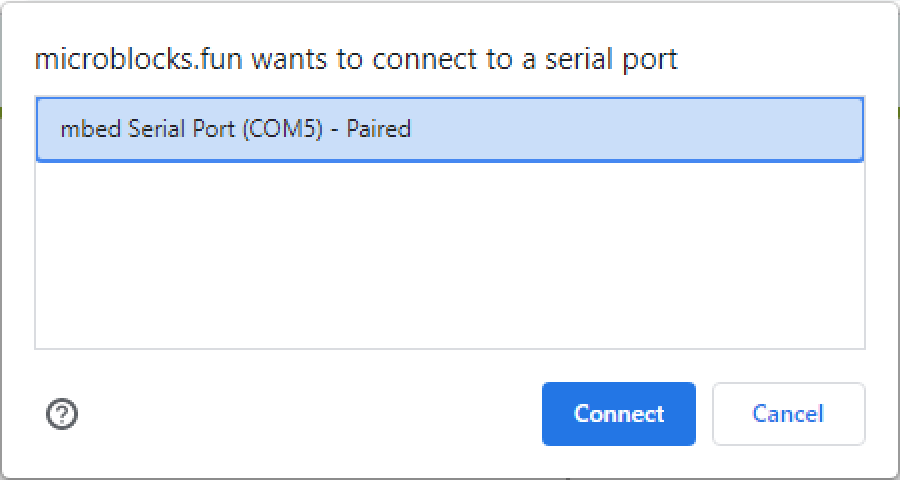 microblocks.fun wants to connect to a serial port
mbed Serial Port (COM5) - Paired
Connect
Cancel